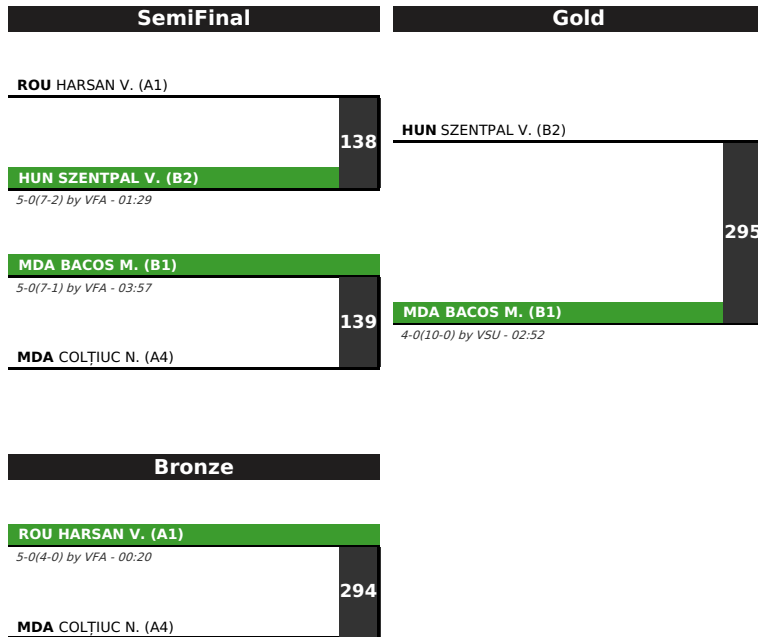 SemiFinal
ROU HARSAN V. (A1)
138
HUN SZENTPAL V. (B2)
5-0(7-2) by VFA - 01:29
MDA BACOS M. (B1)
5-0(7-1) by VFA - 03:57
139
MDA COLȚIUC N. (A4)
Gold
HUN SZENTPAL V. (B2)
295
MDA BACOS M. (B1)
4-0(10-0) by VSU - 02:52
Bronze
ROU HARSAN V. (A1)
5-0(4-0) by VFA - 00:20
294
MDA COLȚIUC N. (A4)